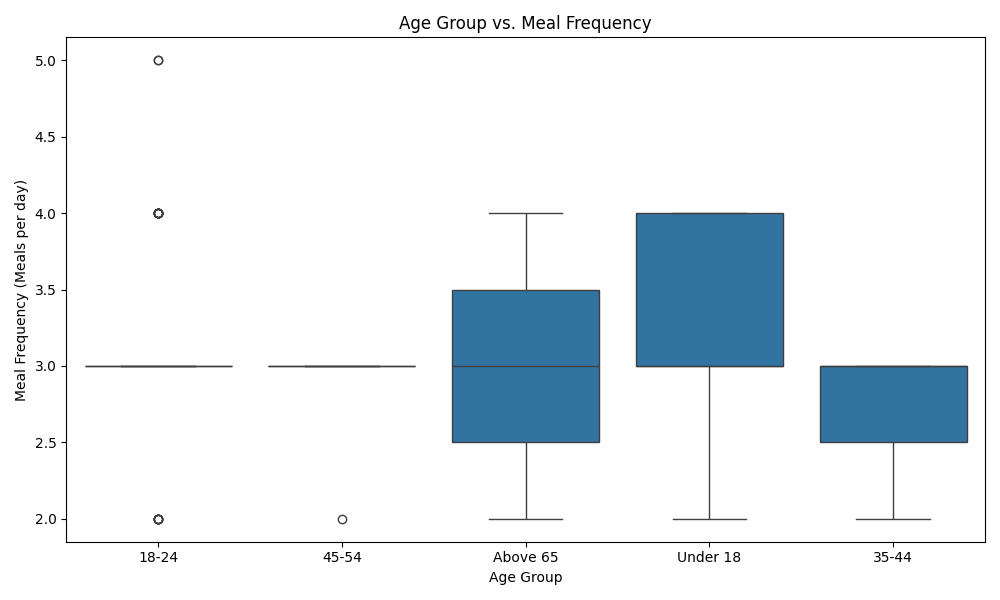 Age Group vs. Meal Frequency
Meal Frequency (Meals per day)
5.0
4.5
4.0
3.5
3.0
2.5
2.0
18-24 45-54 Above 65 Under 18 35-44
Age Group